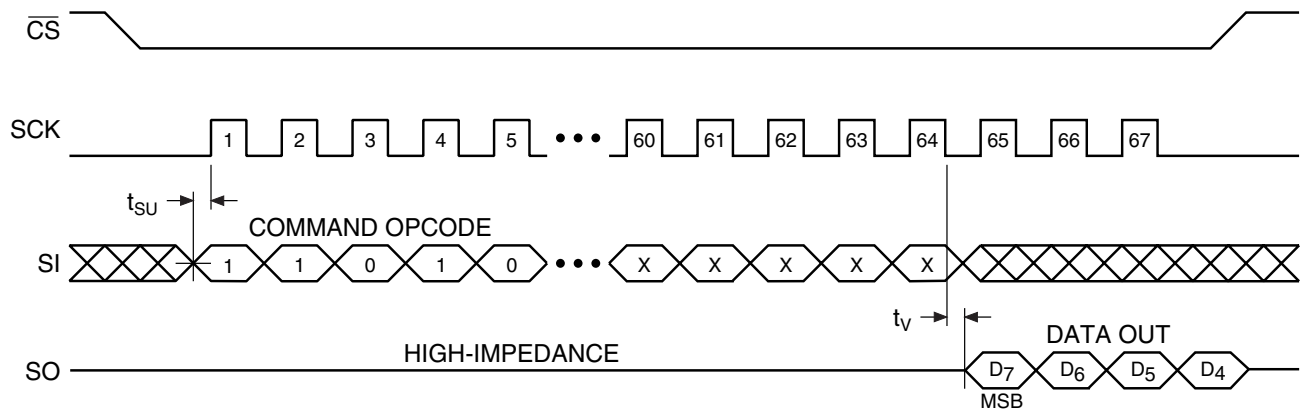 CS
SCK
1 2 3 4 5 ••• 60 61 62 63 64 65 66 67
tSU
COMMAND OPCODE
SI
1 1 0 1 0 ••• X X X X X
tV
HIGH-IMPEDANCE
DATA OUT
SO
D7 D6 D5 D4
MSB